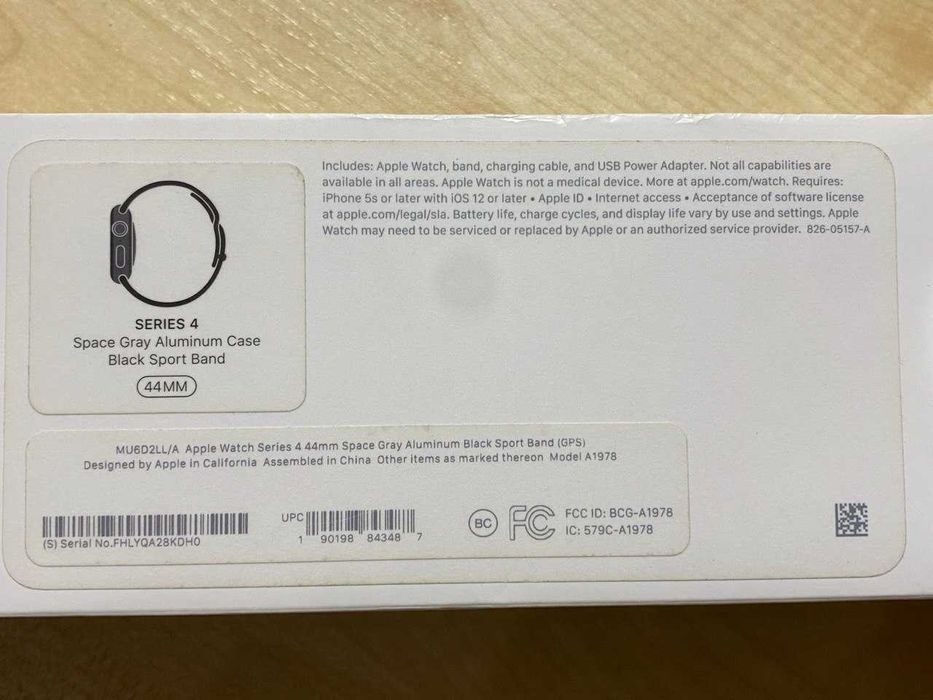 Includes: Apple Watch, band, charging cable, and USB Power Adapter. Not all capabilities are
available in all areas. Apple Watch is not a medical device. More at apple.com/watch. Requires:
iPhone 5s or later with iOS 12 or later • Apple ID • Internet access • Acceptance of software license
at apple.com/legal/sla. Battery life, charge cycles, and display life vary by use and settings. Apple
Watch may need to be serviced or replaced by Apple or an authorized service provider. 826-05157-A
SERIES 4
Space Gray Aluminum Case
Black Sport Band
44MM
MU6D2LL/A Apple Watch Series 4 44mm Space Gray Aluminum Black Sport Band (GPS)
Designed by Apple in California Assembled in China Other items as marked thereon Model A1978
(S) Serial No.FHLYQA28KDH0
UPC
1 90198 84348 7
BC
FC
FCC ID: BCG-A1978
IC: 579C-A1978